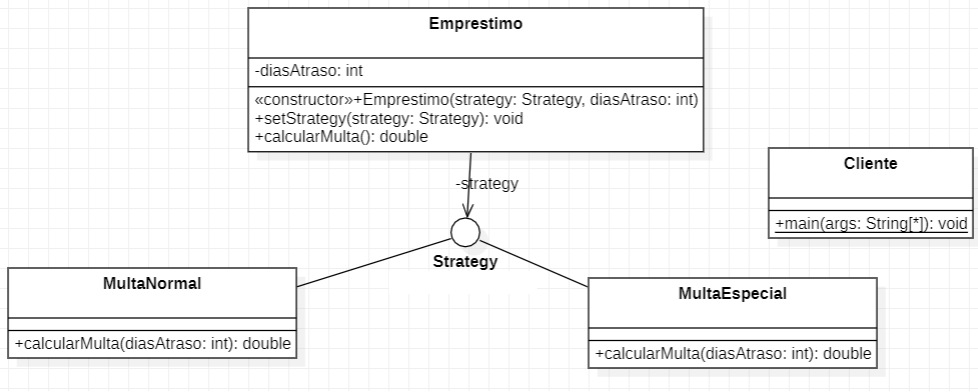 Emprestimo
-diasAtraso: int
«constructor»+Emprestimo(strategy: Strategy, diasAtraso: int)
+setStrategy(strategy: Strategy): void
+calcularMulta(): double
-strategy
Cliente
+main(args: String[*]): void
Strategy
MultaNormal
+calcularMulta(diasAtraso: int): double
MultaEspecial
+calcularMulta(diasAtraso: int): double